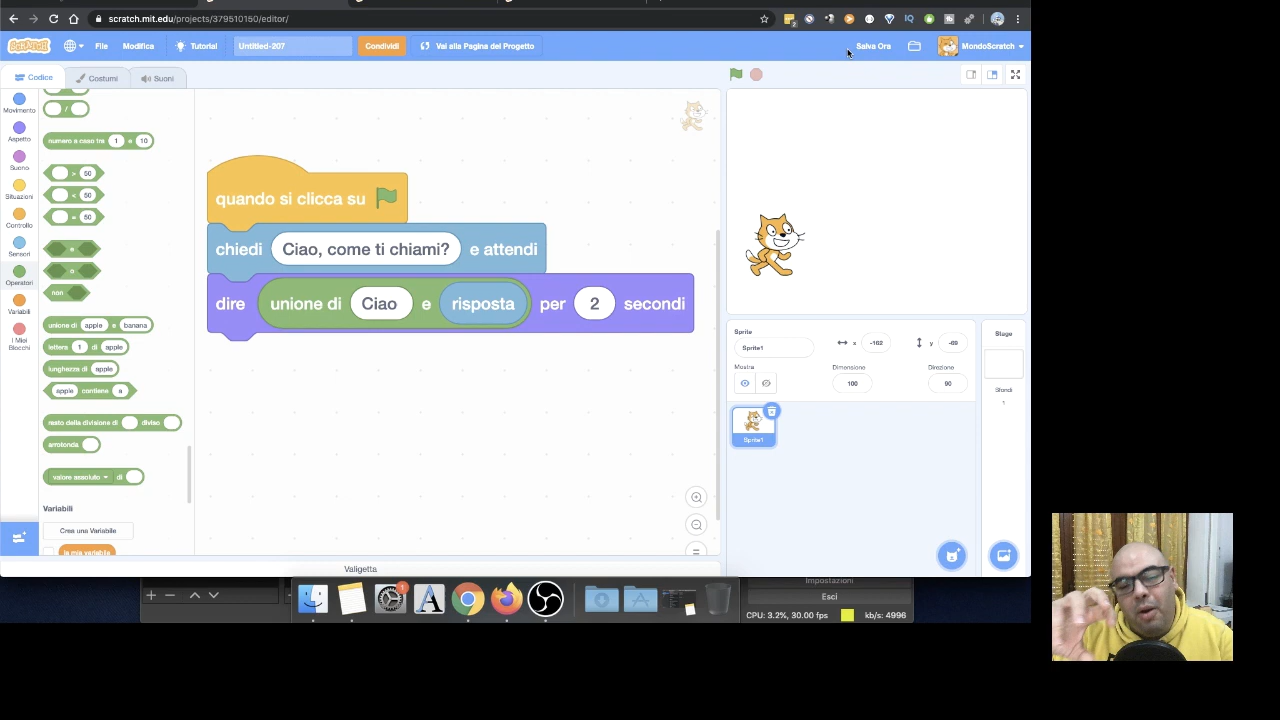 scratch.mit.edu/projects/379510150/editor/
SCRATCH File Modifica Tutorial Untitled-207 Condividi Vai alla Pagina del Progetto Salva Ora MondoScratch
Codice Costumi Suoni
Movimento
Aspetto
Suono
Situazioni
Controllo
Sensori
Operatori
Variabili
I Miei
Blocchi
/
numero a caso tra 1 e 10
> 50
< 50
= 50
e
o
non
unione di apple e banana
lettera 1 di apple
lunghezza di apple
apple contiene a
resto della divisione di diviso
arrotonda
valore assoluto di
Variabili
Crea una Variabile
la mia variabile
quando si clicca su
chiedi Ciao, come ti chiami? e attendi
dire unione di Ciao e risposta per 2 secondi
Valigetta
Sprite
Sprite1
x -162
y -69
Mostra
Dimensione
100
Direzione
90
Sprite1
Stage
Sfondi
1
Impostazioni
Esci
CPU: 3.2%, 30.00 fps kb/s: 4996